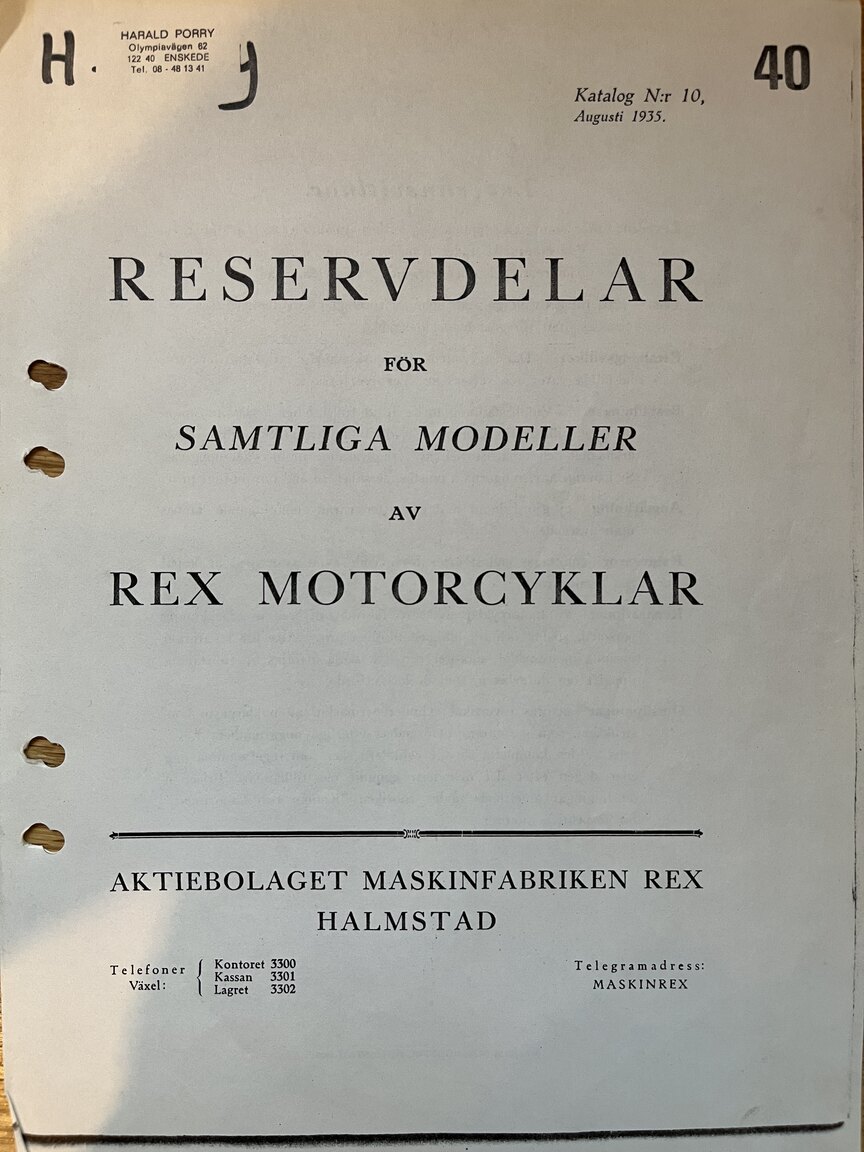 H. y
HARALD PORRY
Olympiavägen 62
122 40 ENSKEDE
Tel. 08 - 48 13 41
40
Katalog N:r 10,
Augusti 1935.
RESERVDELAR
FÖR
SAMTLIGA MODELLER
AV
REX MOTORCYKLAR
AKTIEBOLAGET MASKINFABRIKEN REX
HALMSTAD
Telefoner
Växel:
Kontoret 3300
Kassan 3301
Lagret 3302
Telegramadress:
MASKINREX